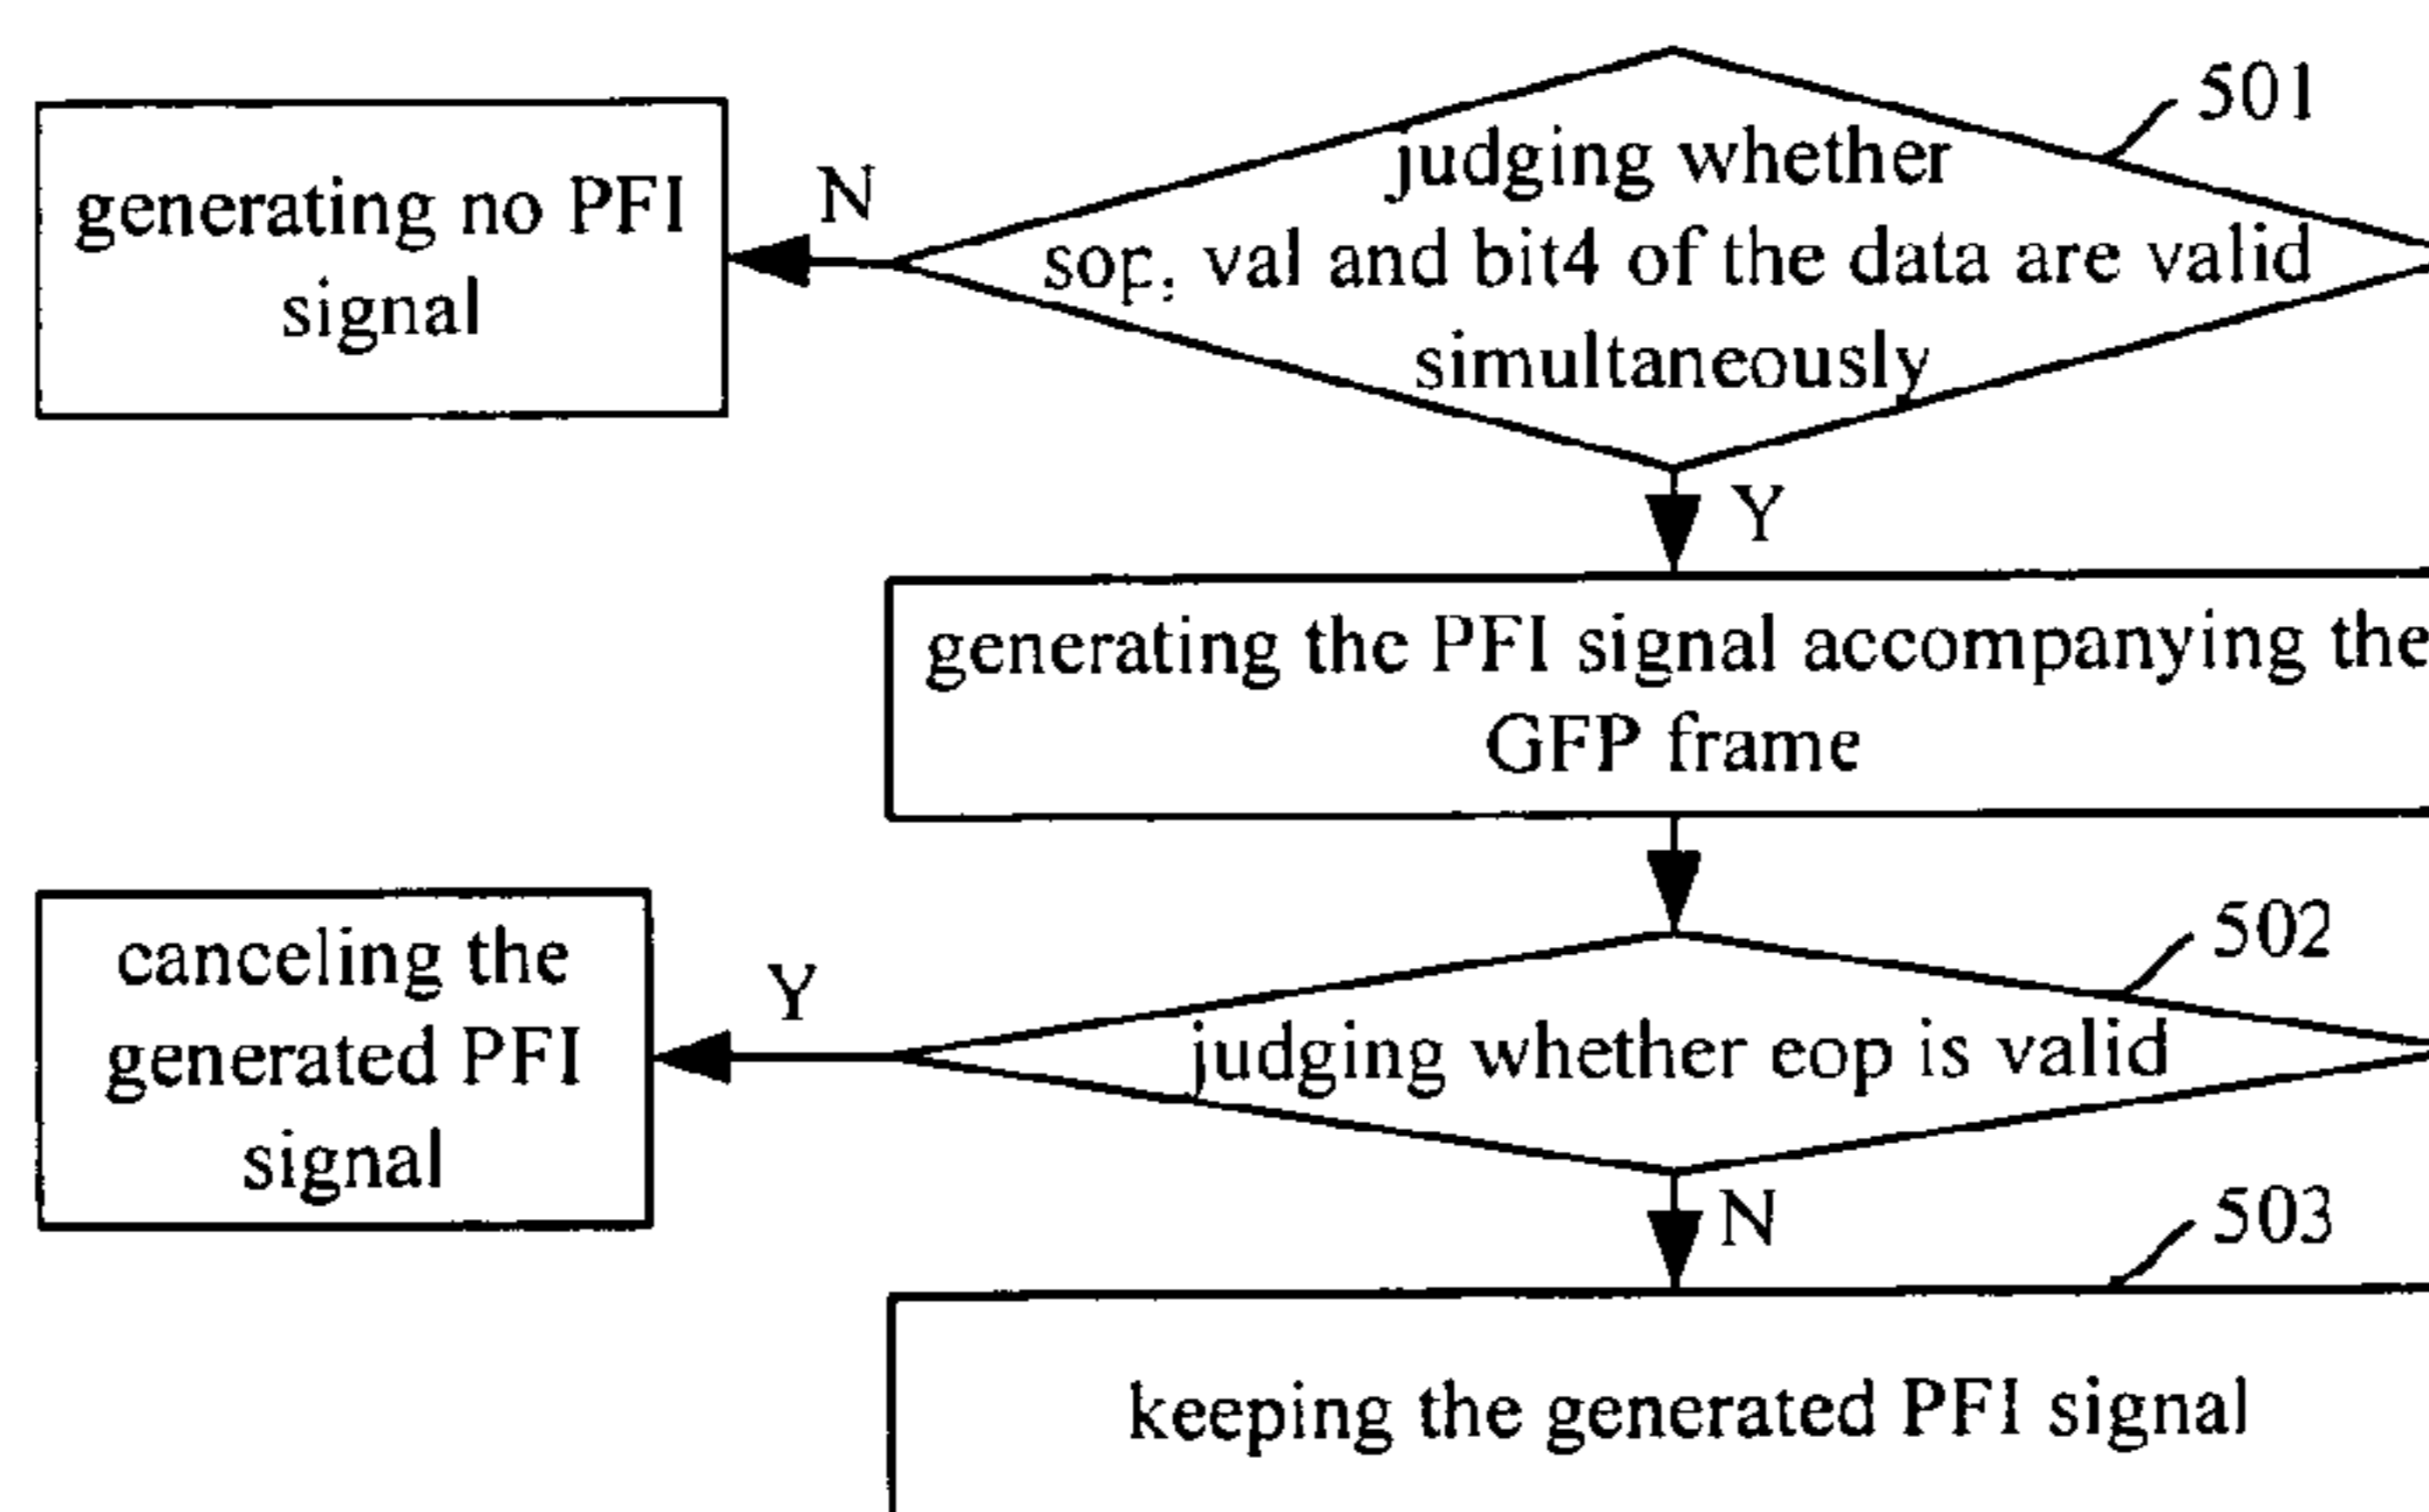 501
judging whether
sop, val and bit4 of the data are valid
simultaneously
N
generating no PFI
signal
Y
generating the PFI signal accompanying the
GFP frame
502
judging whether eop is valid
Y
canceling the
generated PFI
signal
N
503
keeping the generated PFI signal